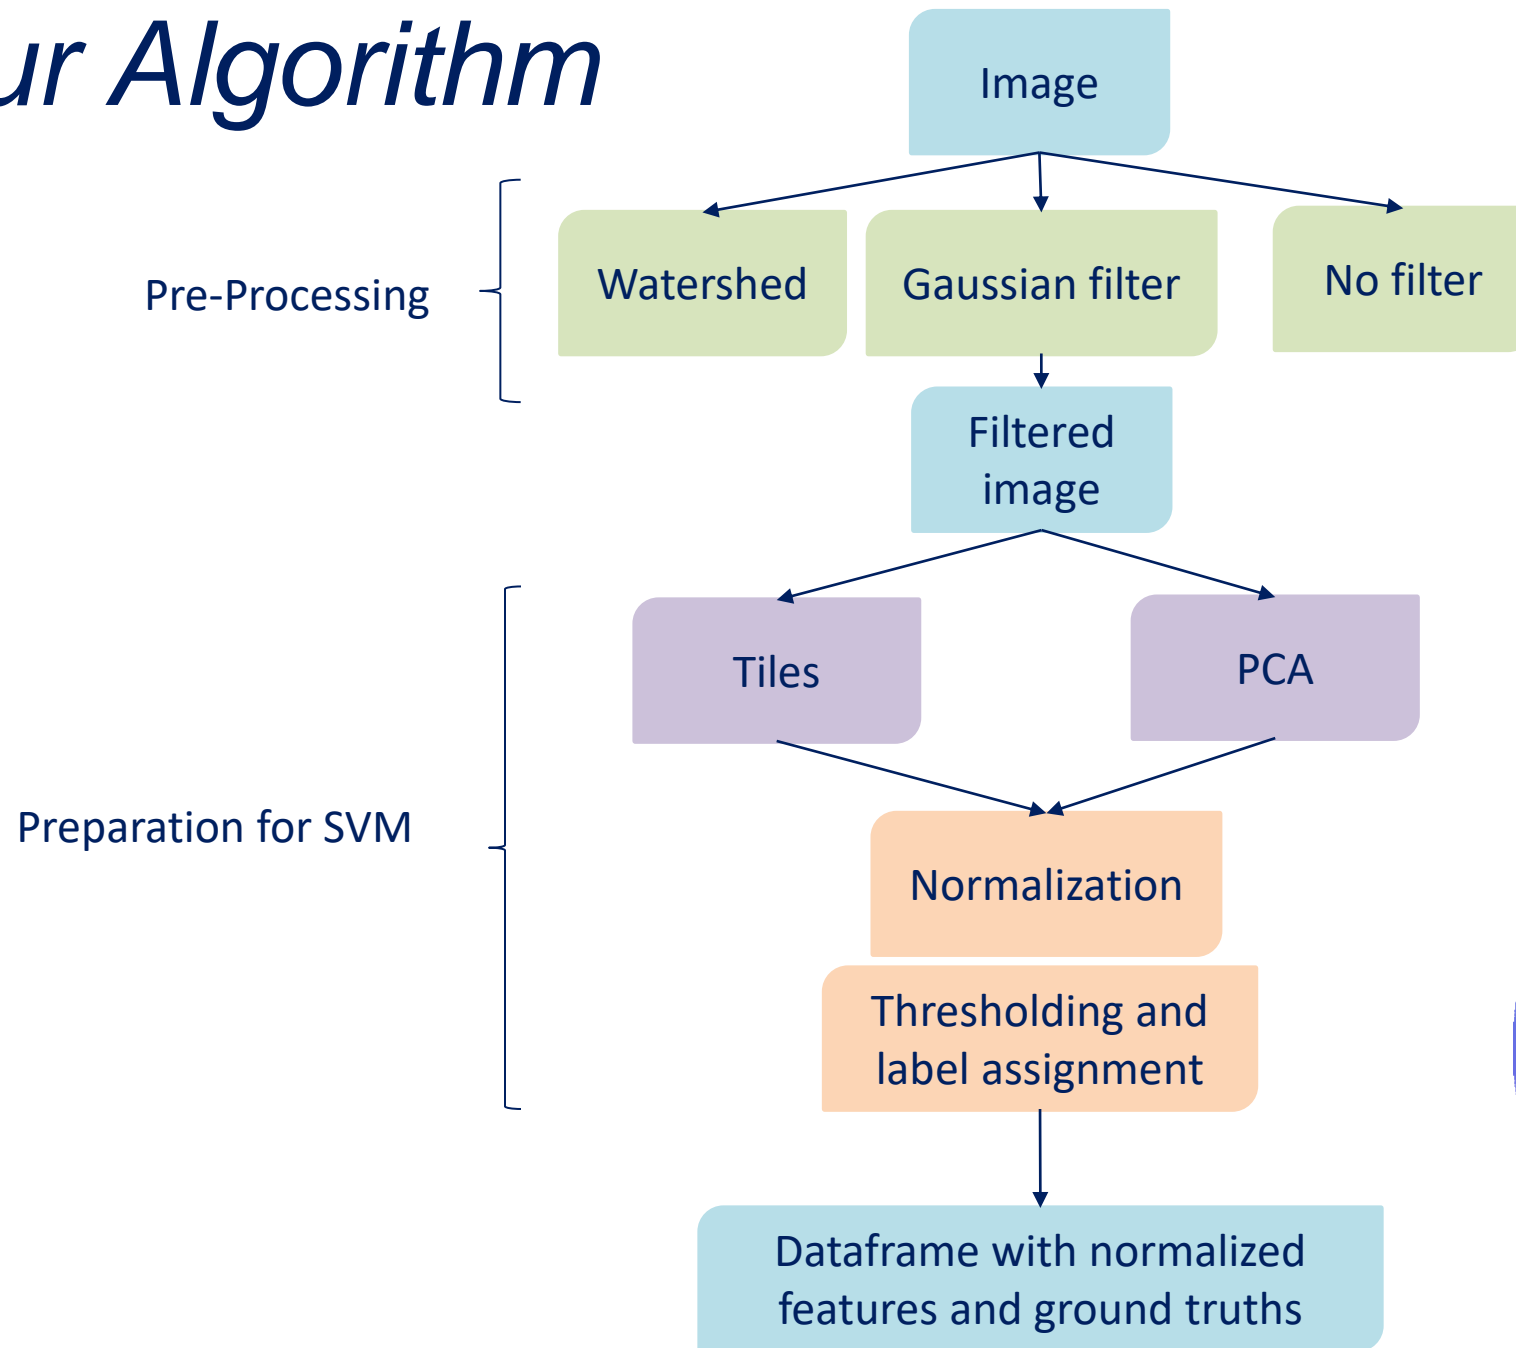 ur Algorithm
Image
Pre-Processing
Watershed
Gaussian filter
No filter
Filtered
image
Tiles
PCA
Preparation for SVM
Normalization
Thresholding and
label assignment
Dataframe with normalized
features and ground truths